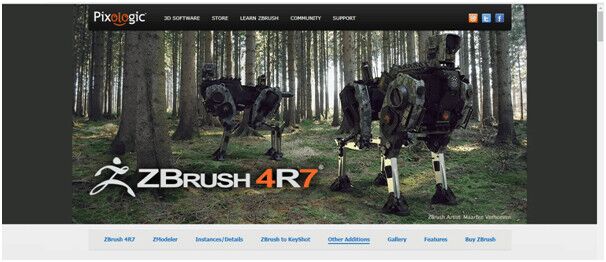 Pixologic 3D SOFTWARE STORE LEARN ZBRUSH COMMUNITY SUPPORT
ZBRUSH 4R7
ZBrush Artist: Maarten Verhoeven
ZBrush 4R7 ZModeler Instances/Details ZBrush to KeyShot Other Additions Gallery Features Buy ZBrush